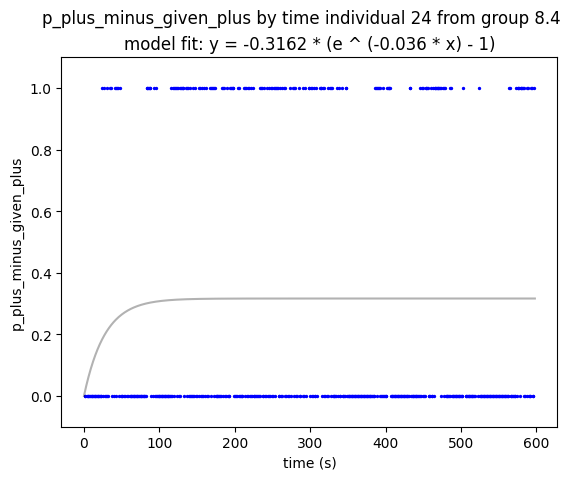 p_plus_minus_given_plus by time individual 24 from group 8.4
model fit: y = -0.3162 * (e ^ (-0.036 * x) - 1)
1.0
0.8
0.6
0.4
0.2
0.0
p_plus_minus_given_plus
0 100 200 300 400 500 600
time (s)